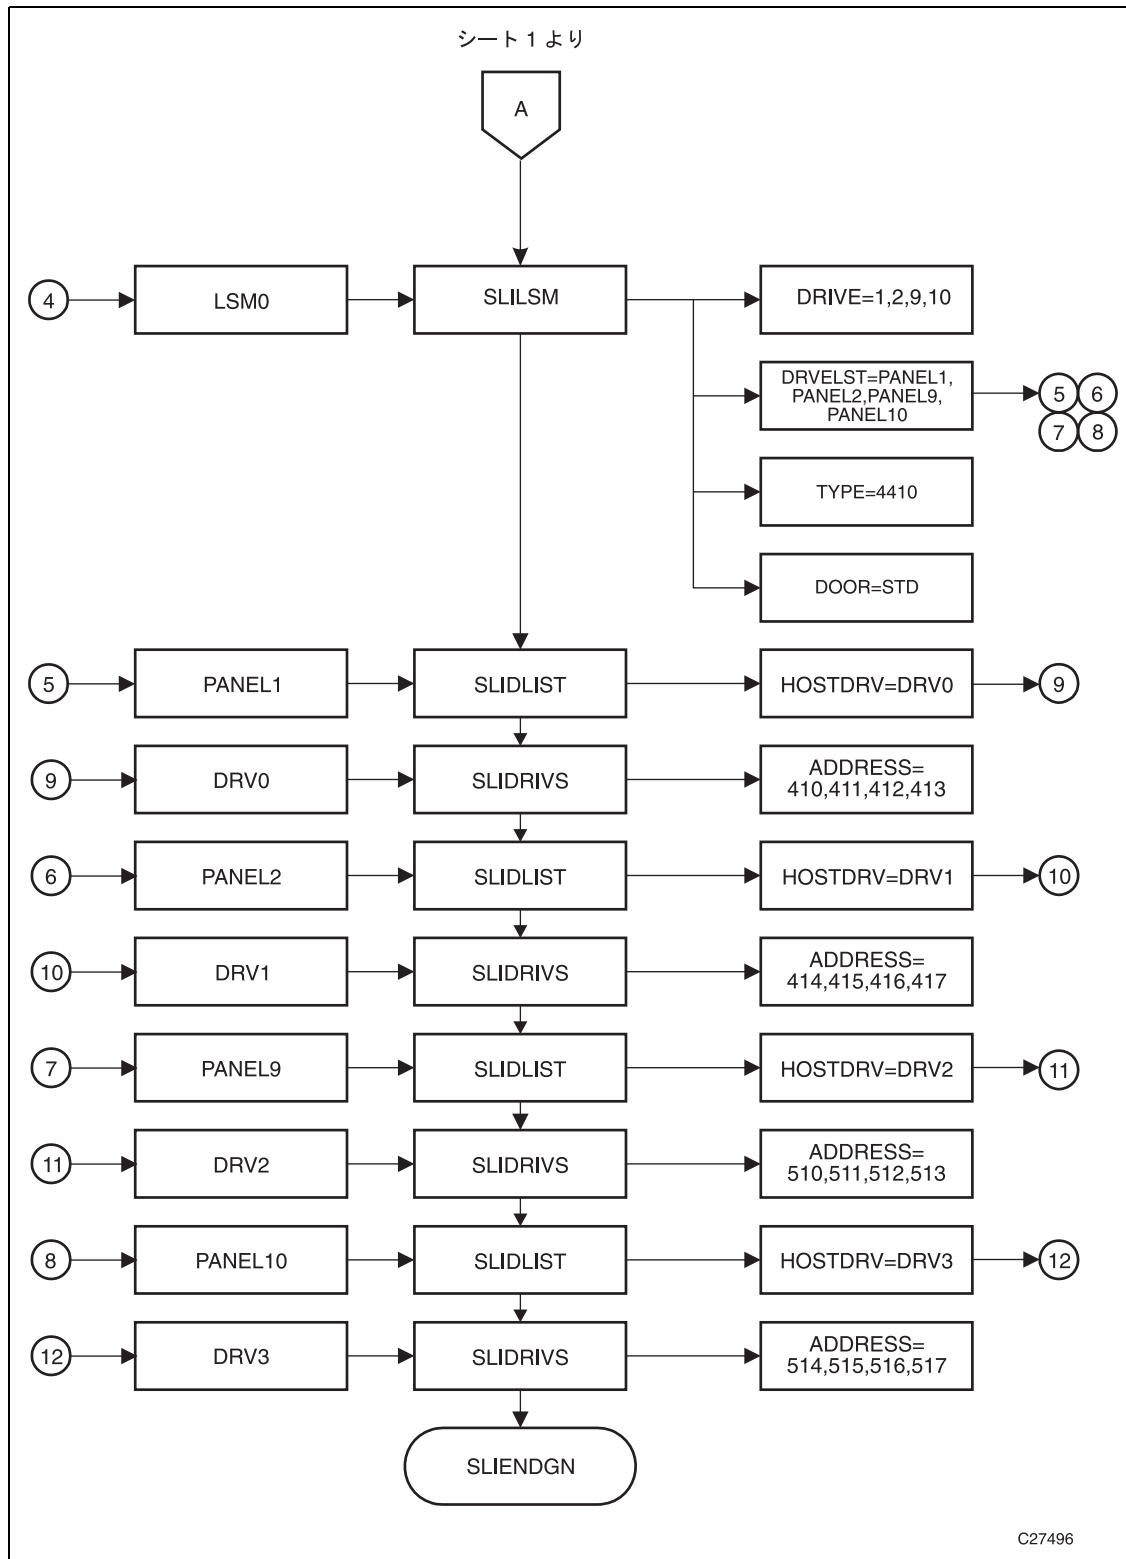 シート 1 より
A
4
LSM0
SLILSM
DRIVE=1,2,9,10
DRVELST=PANEL1,
PANEL2,PANEL9,
PANEL10
5 6
7 8
TYPE=4410
DOOR=STD
5
PANEL1
SLIDLIST
HOSTDRV=DRV0
9
9
DRV0
SLIDRIVS
ADDRESS=
410,411,412,413
6
PANEL2
SLIDLIST
HOSTDRV=DRV1
10
10
DRV1
SLIDRIVS
ADDRESS=
414,415,416,417
7
PANEL9
SLIDLIST
HOSTDRV=DRV2
11
11
DRV2
SLIDRIVS
ADDRESS=
510,511,512,513
8
PANEL10
SLIDLIST
HOSTDRV=DRV3
12
12
DRV3
SLIDRIVS
ADDRESS=
514,515,516,517
SLIENDGN
C27496